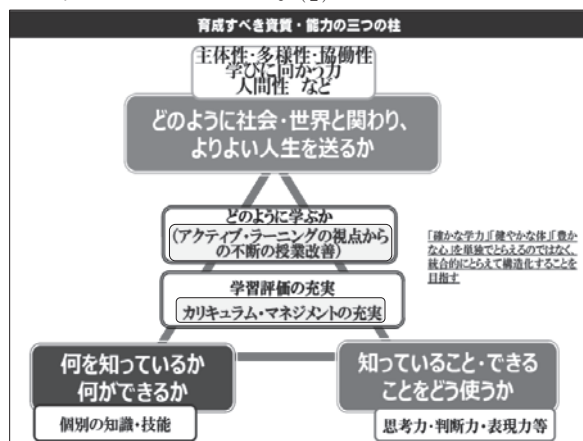 育成すべき資質・能力の三つの柱
主体性・多様性・協働性
学びに向かう力
人間性 など
どのように社会・世界と関わり、
よりよい人生を送るか
どのように学ぶか
(アクティブ・ラーニングの視点から
の不断の授業改善)
「確かな学力」「健やかな体」「豊か
な心」を単独でとらえるのではなく、
統合的にとらえて構造化することを
目指す
学習評価の充実
カリキュラム・マネジメントの充実
何を知っているか
何ができるか
個別の知識・技能
知っていること・できる
ことをどう使うか
思考力・判断力・表現力等